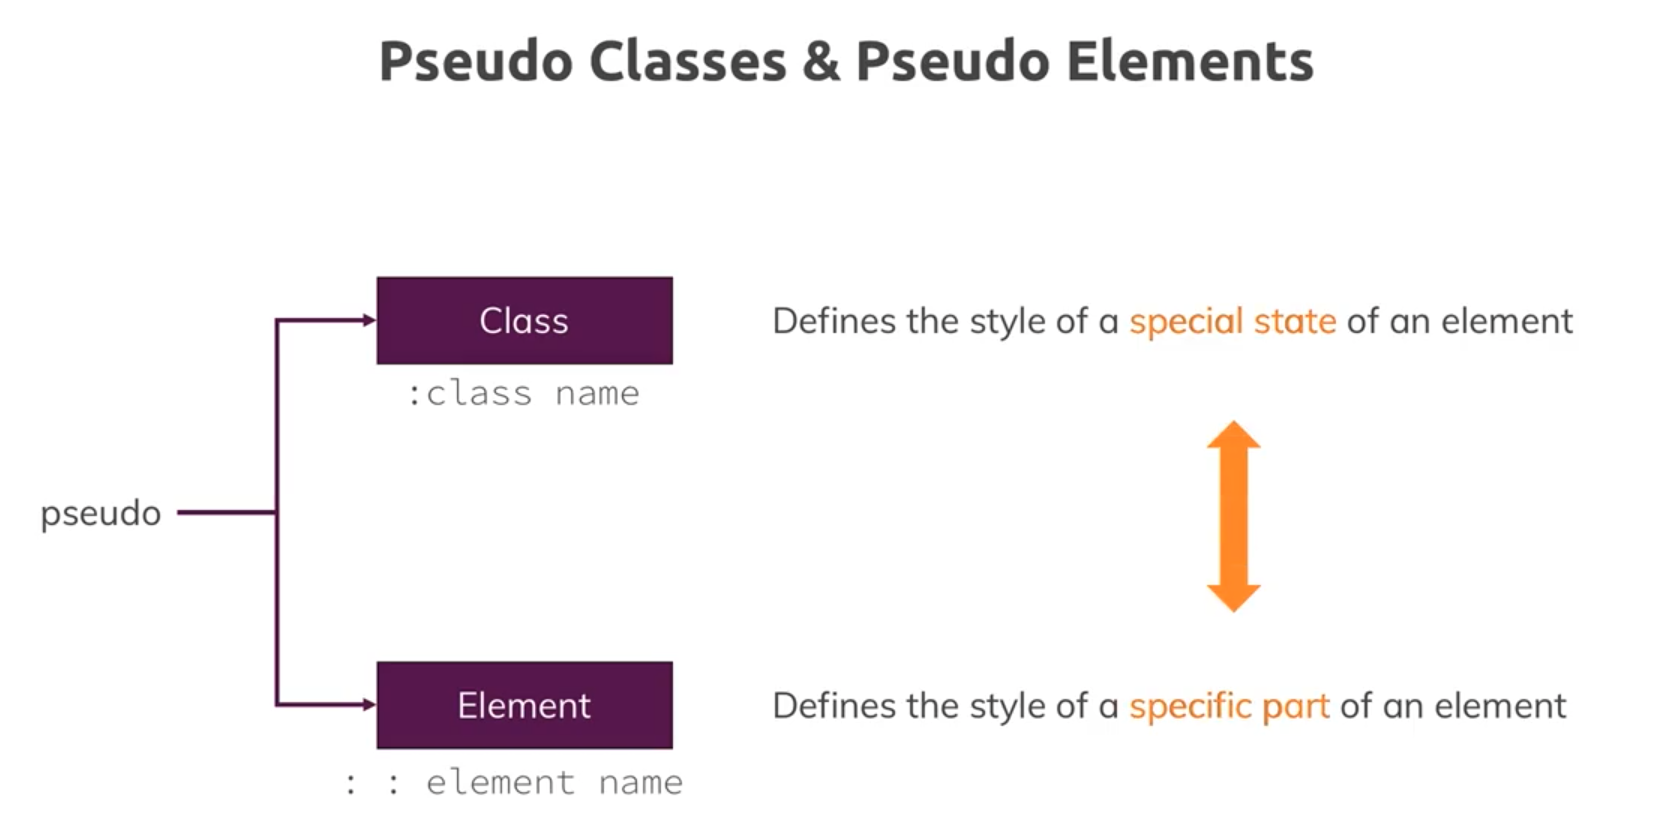 Pseudo Classes & Pseudo Elements
Class
Defines the style of a special state of an element
:class name
pseudo
Element
Defines the style of a specific part of an element
: : element name